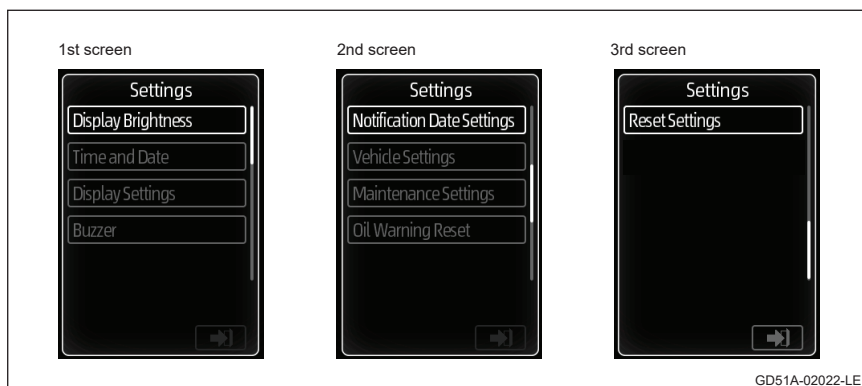 1st screen
2nd screen
3rd screen
Settings
Display Brightness
Time and Date
Display Settings
Buzzer
Settings
Notification Date Settings
Vehicle Settings
Maintenance Settings
Oil Warning Reset
Settings
Reset Settings
GD51A-02022-LE